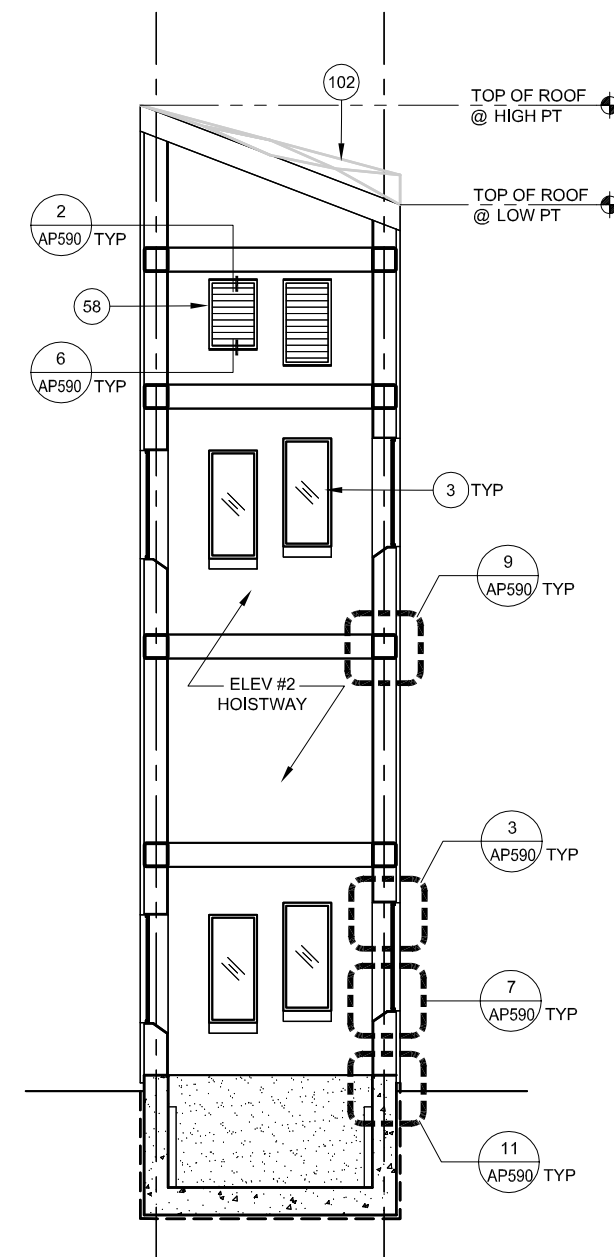 102
TOP OF ROOF
@ HIGH PT
TOP OF ROOF
@ LOW PT
2
AP590 TYP
58
6
AP590 TYP
3 TYP
9
AP590 TYP
ELEV #2
HOISTWAY
3
AP590 TYP
7
AP590 TYP
11
AP590 TYP